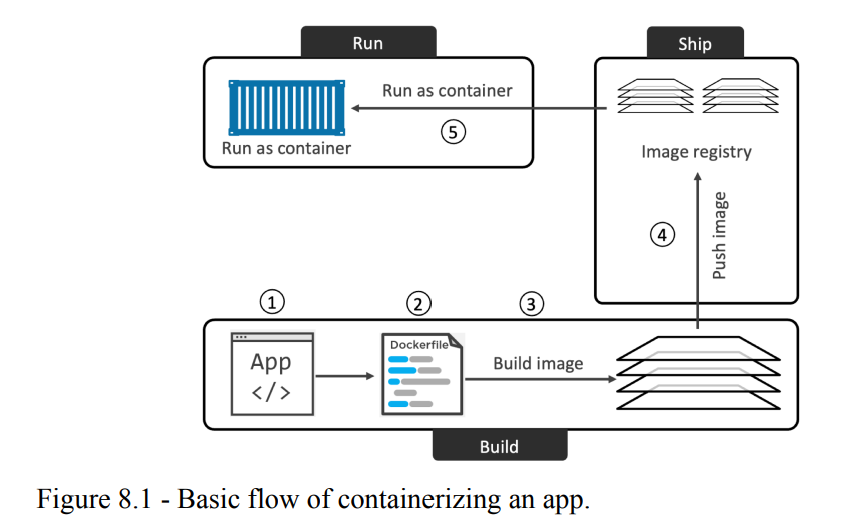 Run
Ship
Run as container
5
Run as container
Image registry
4
Push image
1
2
3
App
</>
Dockerfile
Build image
Build
Figure 8.1 - Basic flow of containerizing an app.